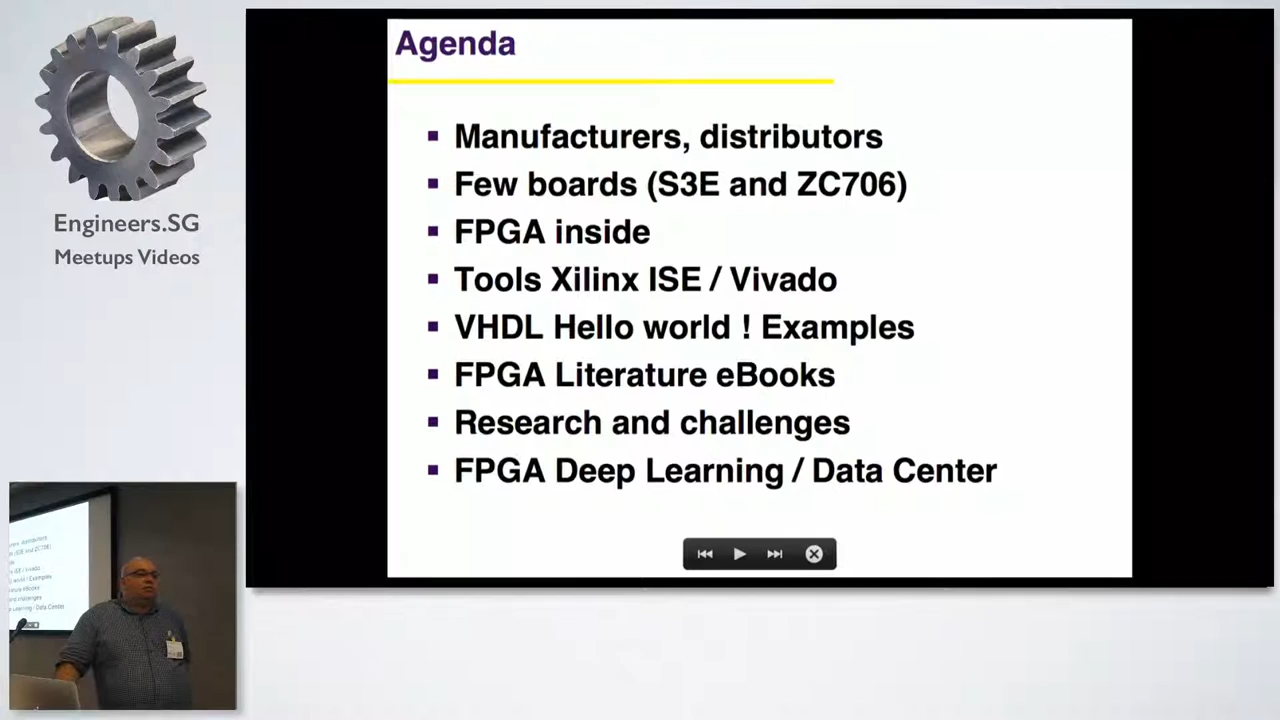 Engineers.SG
Meetups Videos
Agenda
Manufacturers, distributors
Few boards (S3E and ZC706)
FPGA inside
Tools Xilinx ISE / Vivado
VHDL Hello world ! Examples
FPGA Literature eBooks
Research and challenges
FPGA Deep Learning / Data Center